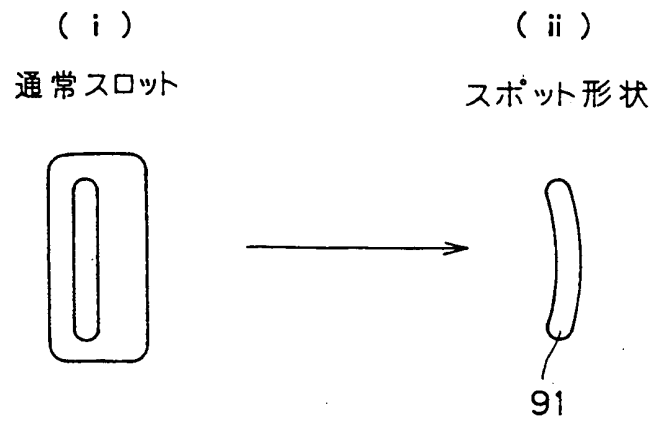 ( i )
通常スロット
( ii )
スポット形状
91